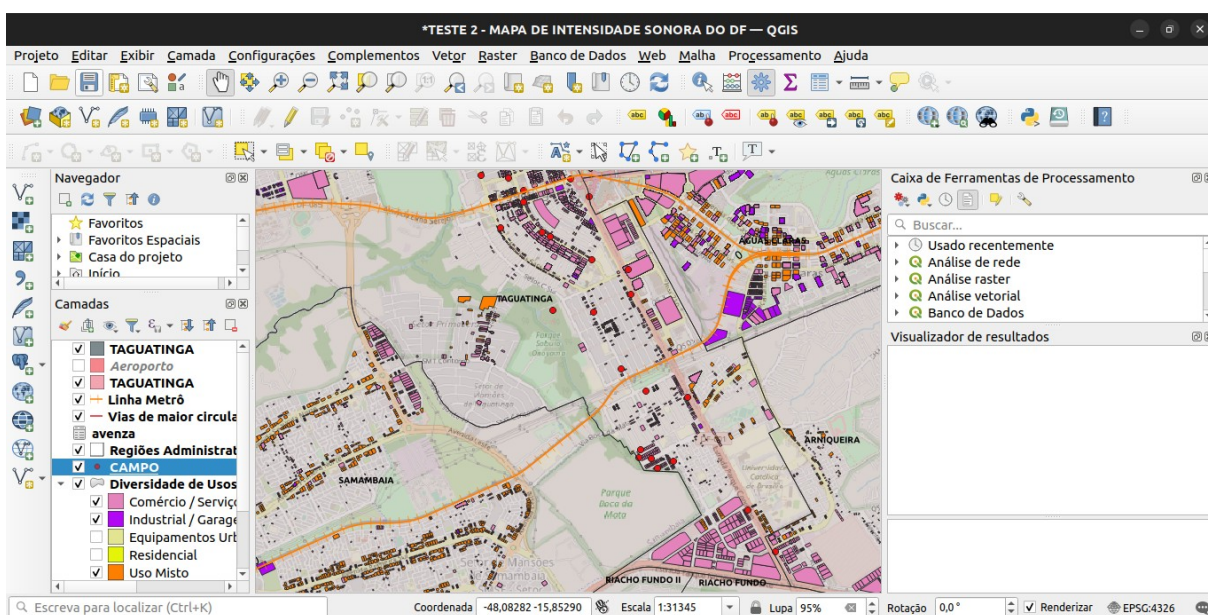 *TESTE 2 - MAPA DE INTENSIDADE SONORA DO DF — QGIS
Projeto Editar Exibir Camada Configurações Complementos Vetor Raster Banco de Dados Web Malha Processamento Ajuda
Navegador
Favoritos
Favoritos Espaciais
Casa do projeto
Início
Camadas
TAGUATINGA
Aeroporto
TAGUATINGA
Linha Metrô
Vias de maior circula
avenza
Regiões Administrat
CAMPO
Diversidade de Usos
Comércio / Serviço
Industrial / Garage
Equipamentos Urb
Residencial
Uso Misto
ÁGUAS CLARAS
TAGUATINGA
ARNIQUEIRA
SAMAMBAIA
Parque
Boca da
Mata
RIACHO FUNDO II
RIACHO FUNDO
Caixa de Ferramentas de Processamento
Buscar...
Usado recentemente
Análise de rede
Análise raster
Análise vetorial
Banco de Dados
Visualizador de resultados
Escreva para localizar (Ctrl+K)
Coordenada -48,08282 -15,85290 Escala 1:31345 Lupa 95% Rotação 0,0 ° Renderizar EPSG:4326